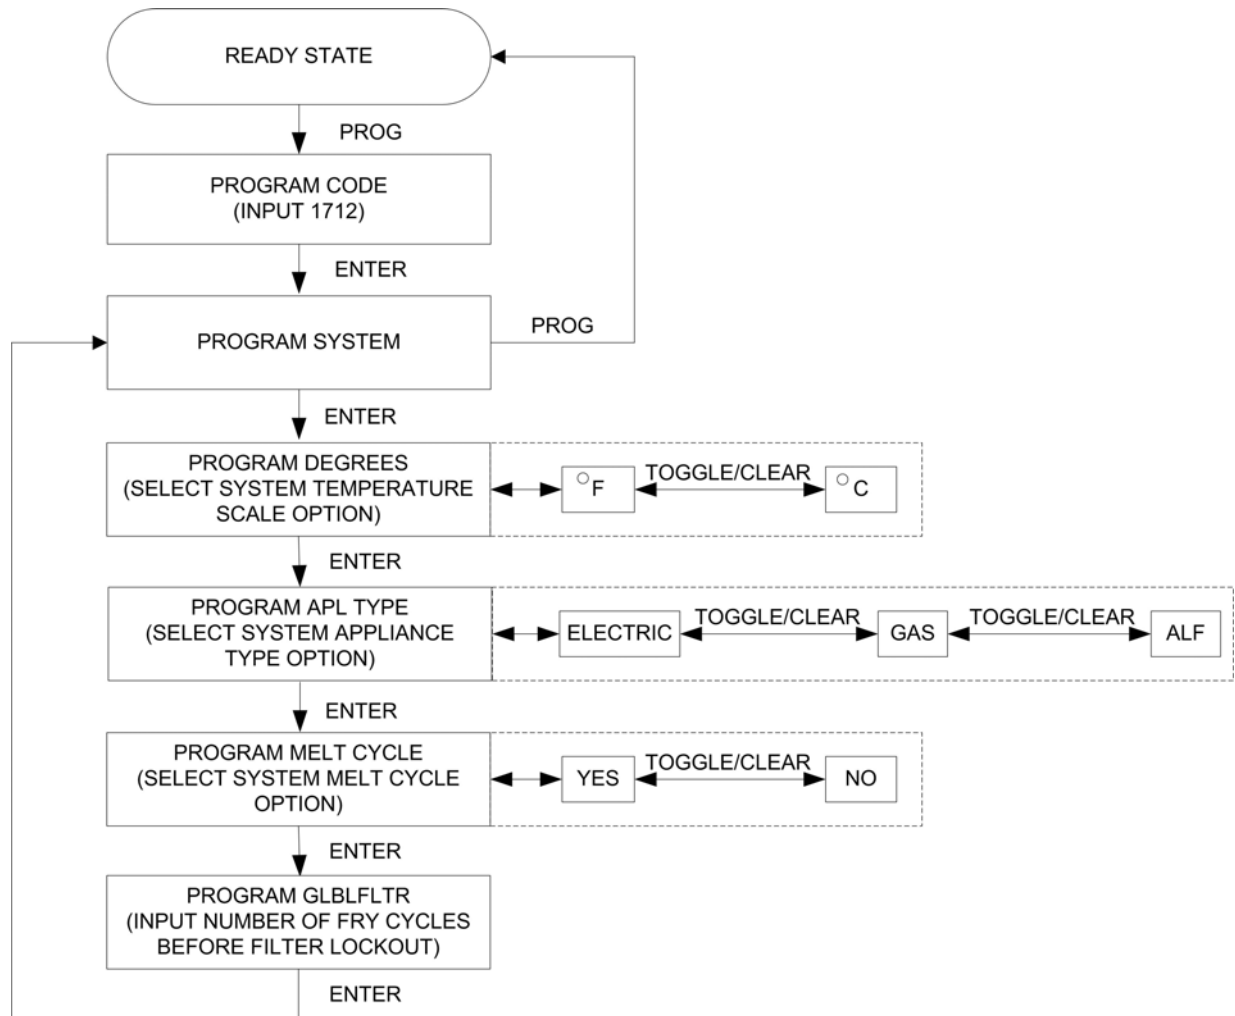 READY STATE
PROG
PROGRAM CODE
(INPUT 1712)
ENTER
PROGRAM SYSTEM
PROG
ENTER
PROGRAM DEGREES
(SELECT SYSTEM TEMPERATURE
SCALE OPTION)
°F
TOGGLE/CLEAR
°C
ENTER
PROGRAM APL TYPE
(SELECT SYSTEM APPLIANCE
TYPE OPTION)
ELECTRIC
TOGGLE/CLEAR
GAS
TOGGLE/CLEAR
ALF
ENTER
PROGRAM MELT CYCLE
(SELECT SYSTEM MELT CYCLE
OPTION)
YES
TOGGLE/CLEAR
NO
ENTER
PROGRAM GLBLFLTR
(INPUT NUMBER OF FRY CYCLES
BEFORE FILTER LOCKOUT)
ENTER